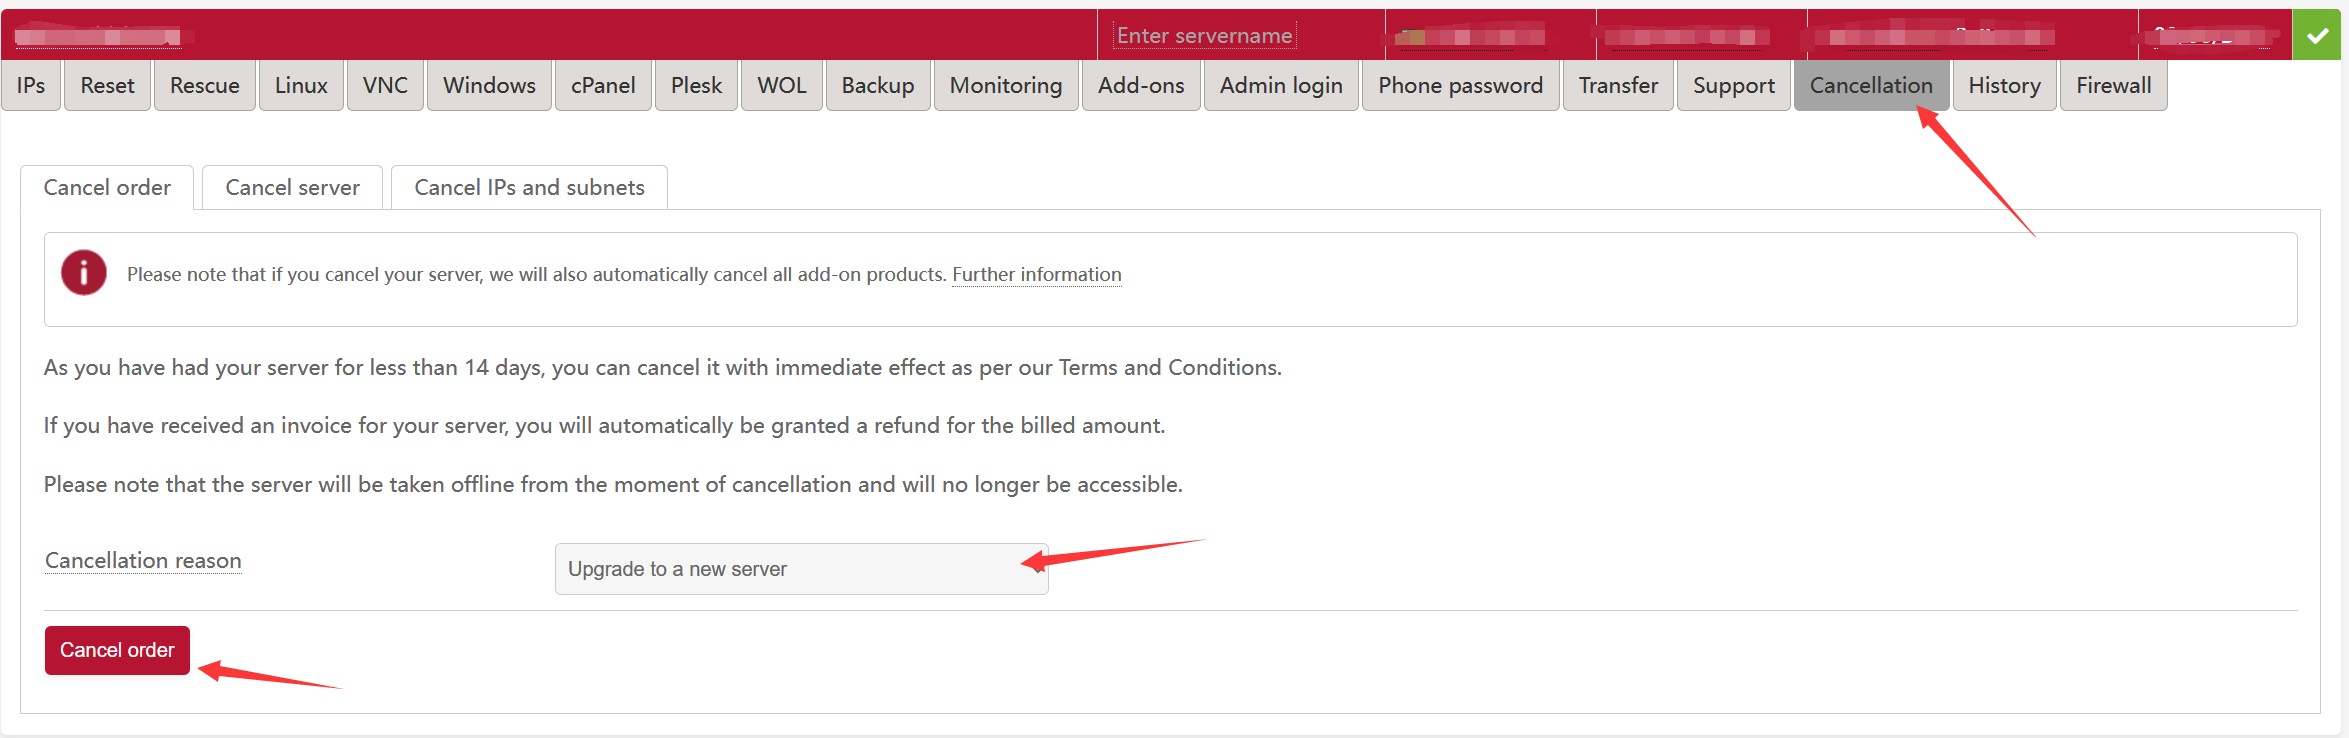 Enter servername
IPs Reset Rescue Linux VNC Windows cPanel Plesk WOL Backup Monitoring Add-ons Admin login Phone password Transfer Support Cancellation History Firewall
Cancel order Cancel server Cancel IPs and subnets
Please note that if you cancel your server, we will also automatically cancel all add-on products. Further information
As you have had your server for less than 14 days, you can cancel it with immediate effect as per our Terms and Conditions.
If you have received an invoice for your server, you will automatically be granted a refund for the billed amount.
Please note that the server will be taken offline from the moment of cancellation and will no longer be accessible.
Cancellation reason Upgrade to a new server
Cancel order